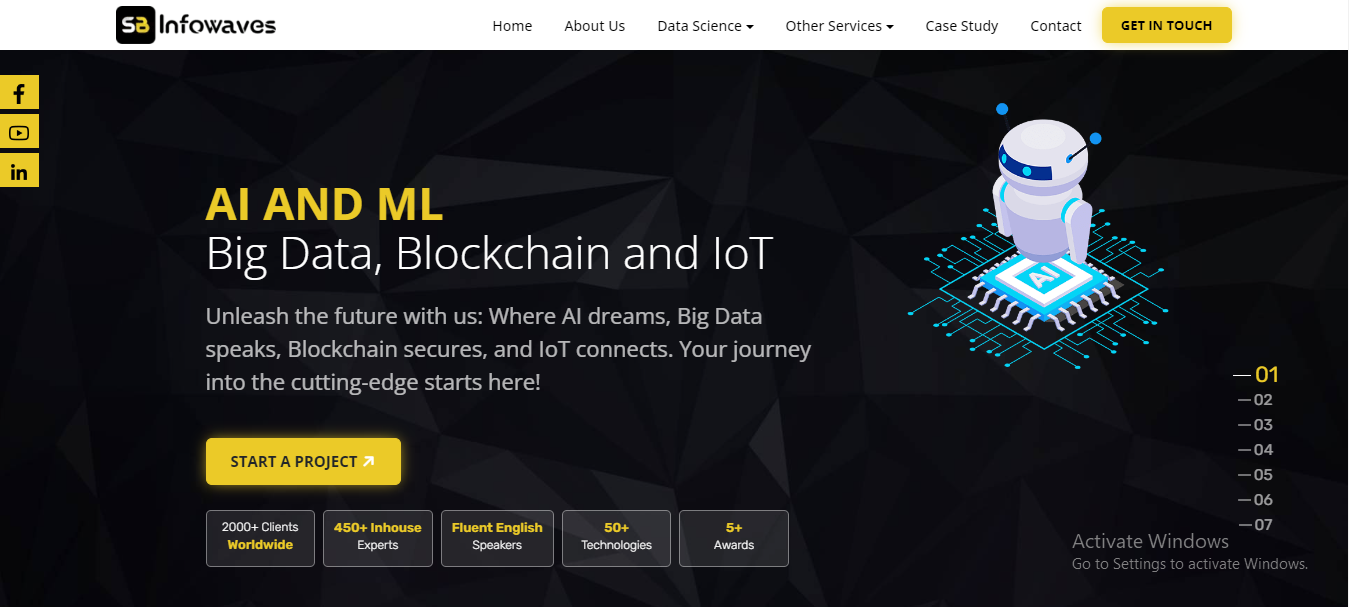 SB Infowaves
Home About Us Data Science Other Services Case Study Contact GET IN TOUCH
AI AND ML
Big Data, Blockchain and IoT
Unleash the future with us: Where AI dreams, Big Data
speaks, Blockchain secures, and IoT connects. Your journey
into the cutting-edge starts here!
START A PROJECT
2000+ Clients
Worldwide
450+ Inhouse
Experts
Fluent English
Speakers
50+
Technologies
5+
Awards
AI
01
02
03
04
05
06
07
Activate Windows
Go to Settings to activate Windows.